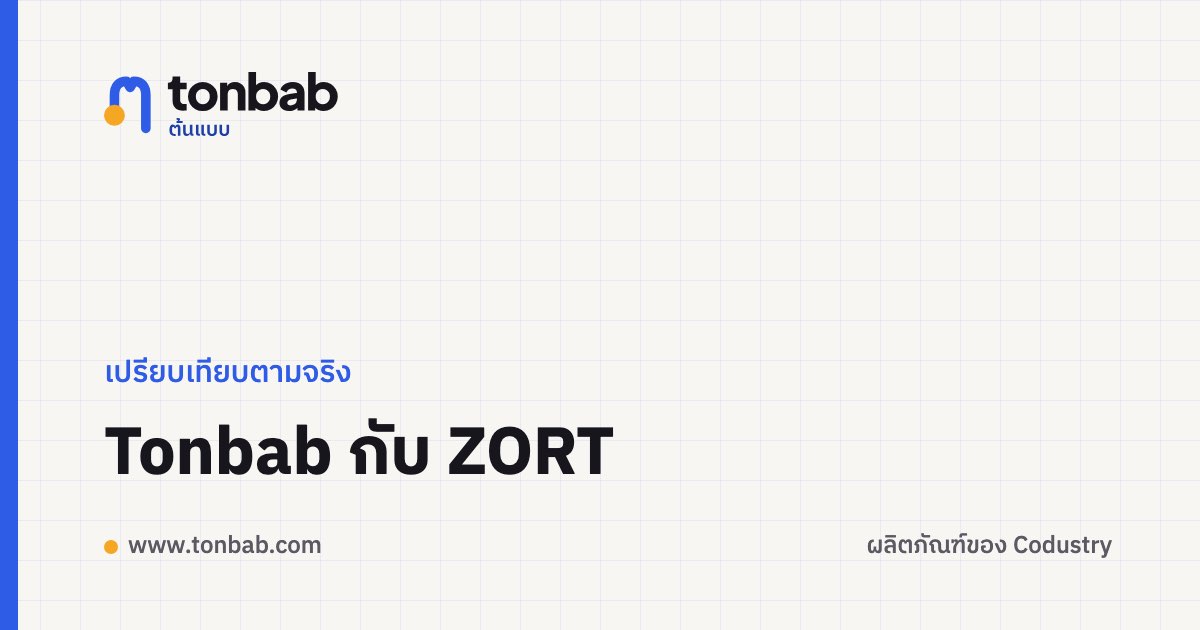 tonbab
ต้นแบบ
เปรียบเทียบตามจริง
Tonbab กับ ZORT
www.tonbab.com
ผลิตภัณฑ์ของ Codustry